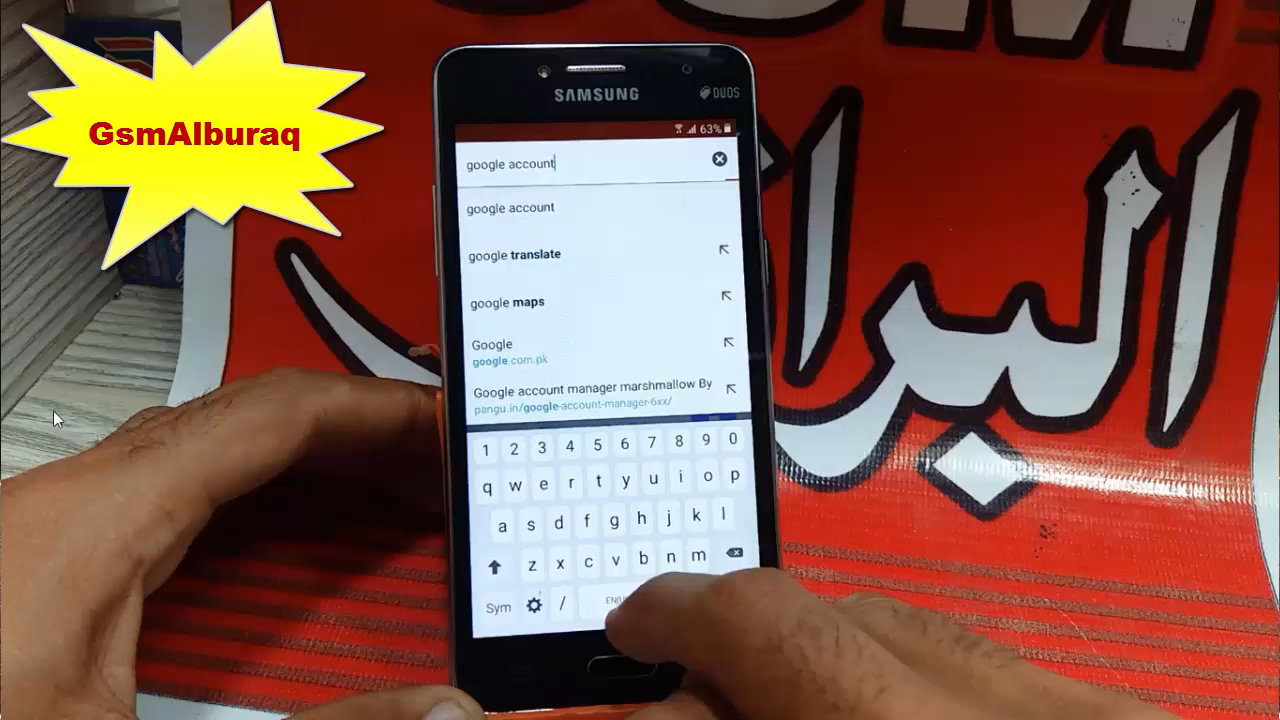 GSM
GsmAlburaq
SAMSUNG
DUOS
63%
google account
google account
google translate
google maps
Google
google.com.pk
Google account manager marshmallow By
pangu.in/google-account-manager-6xx/
1 2 3 4 5 6 7 8 9 0
q w e r t y u i o p
a s d f g h j k l
z x c v b n m
Sym /
البراق